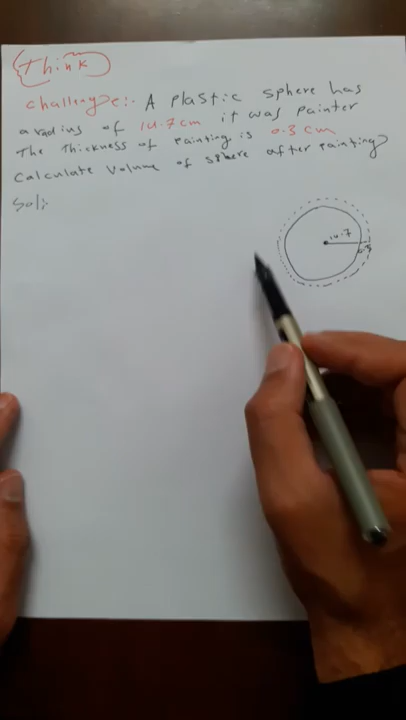 Think
Challenge:- A Plastic sphere has
a radius of 14.7 cm it was painter
The thickness of painting is 0.3 cm
Calculate Volume of sphere after painting?
Sol:
14.7
0.3